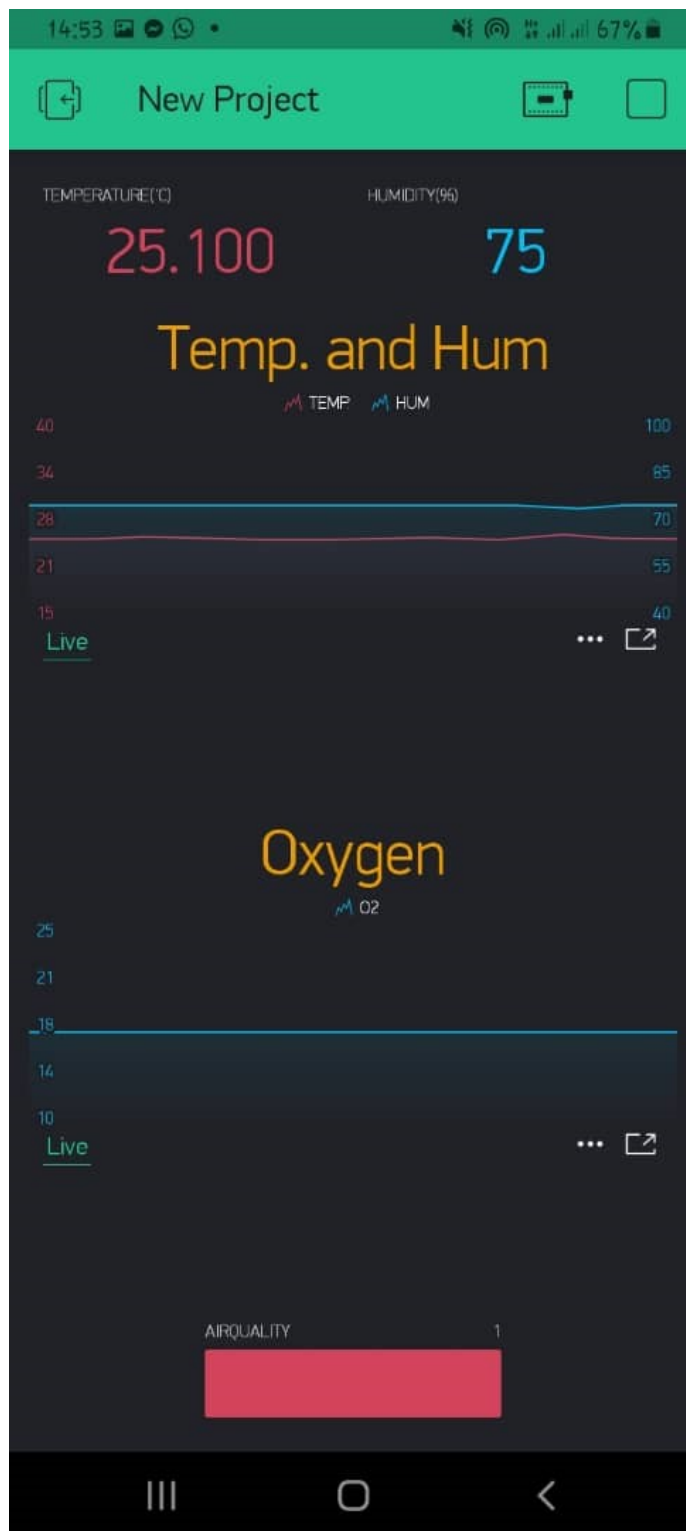 14:53 67%
New Project
TEMPERATURE(°C) HUMIDITY(%)
25.100 75
Temp. and Hum
TEMP HUM
40 100
34 85
28 70
21 55
15 40
Live
Oxygen
O2
25
21
18
14
10
Live
AIRQUALITY 1